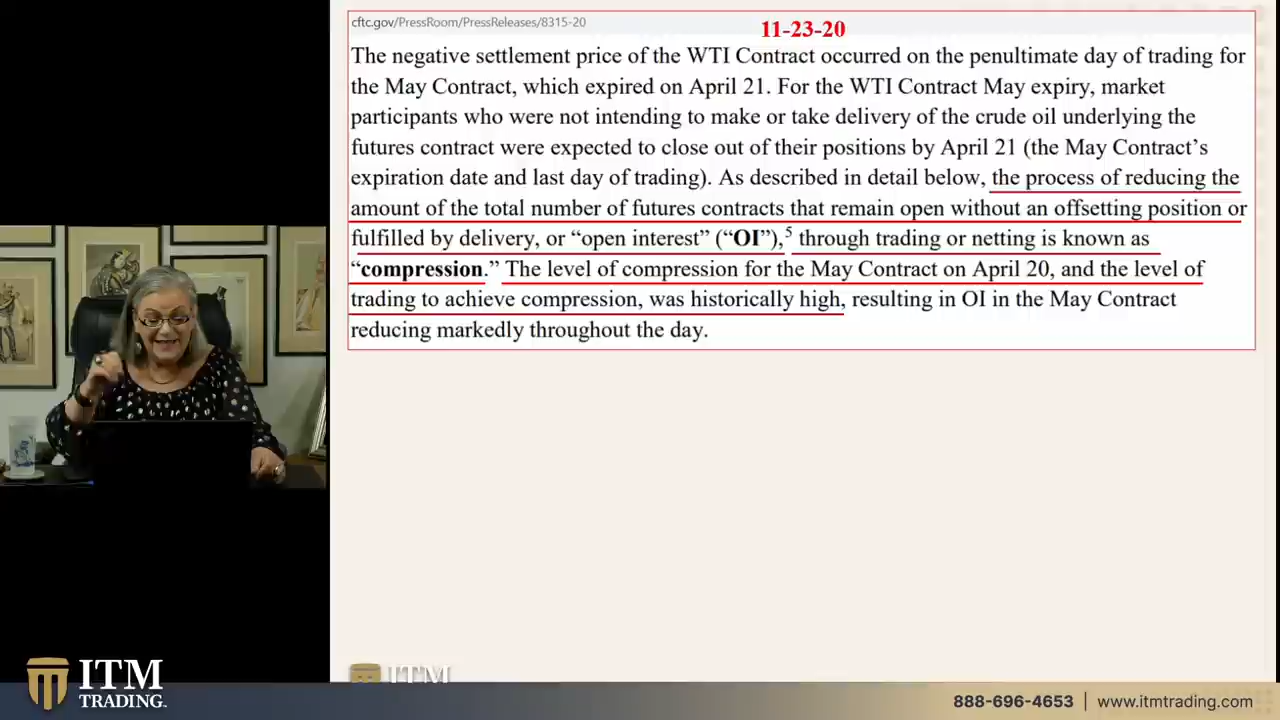 cftc.gov/PressRoom/PressReleases/8315-20
11-23-20
The negative settlement price of the WTI Contract occurred on the penultimate day of trading for
the May Contract, which expired on April 21. For the WTI Contract May expiry, market
participants who were not intending to make or take delivery of the crude oil underlying the
futures contract were expected to close out of their positions by April 21 (the May Contract’s
expiration date and last day of trading). As described in detail below, the process of reducing the
amount of the total number of futures contracts that remain open without an offsetting position or
fulfilled by delivery, or “open interest” (“OI”),5 through trading or netting is known as
“compression.” The level of compression for the May Contract on April 20, and the level of
trading to achieve compression, was historically high, resulting in OI in the May Contract
reducing markedly throughout the day.
ITM
TRADING.
ITM
888-696-4653 | www.itmtrading.com